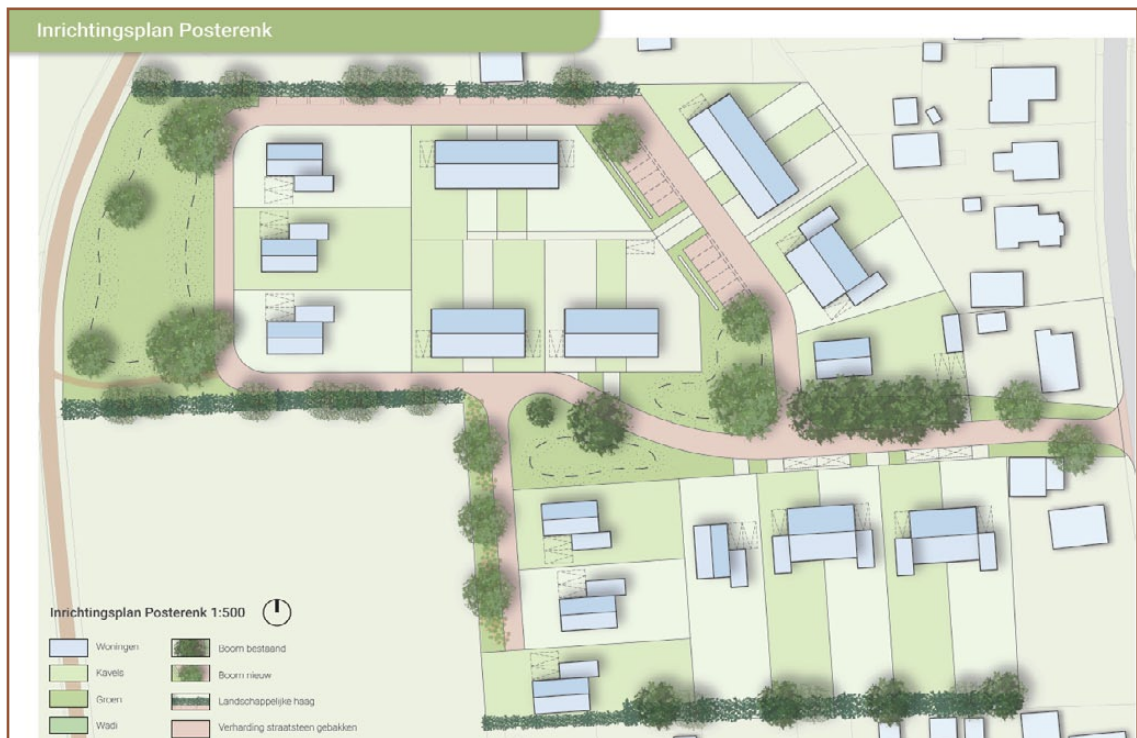 Inrichtingsplan Posterenk
Inrichtingsplan Posterenk 1:500
Woningen
Kavels
Groen
Wadi
Boom bestaand
Boom nieuw
Landschappelijke haag
Verharding straatsteen gebakken